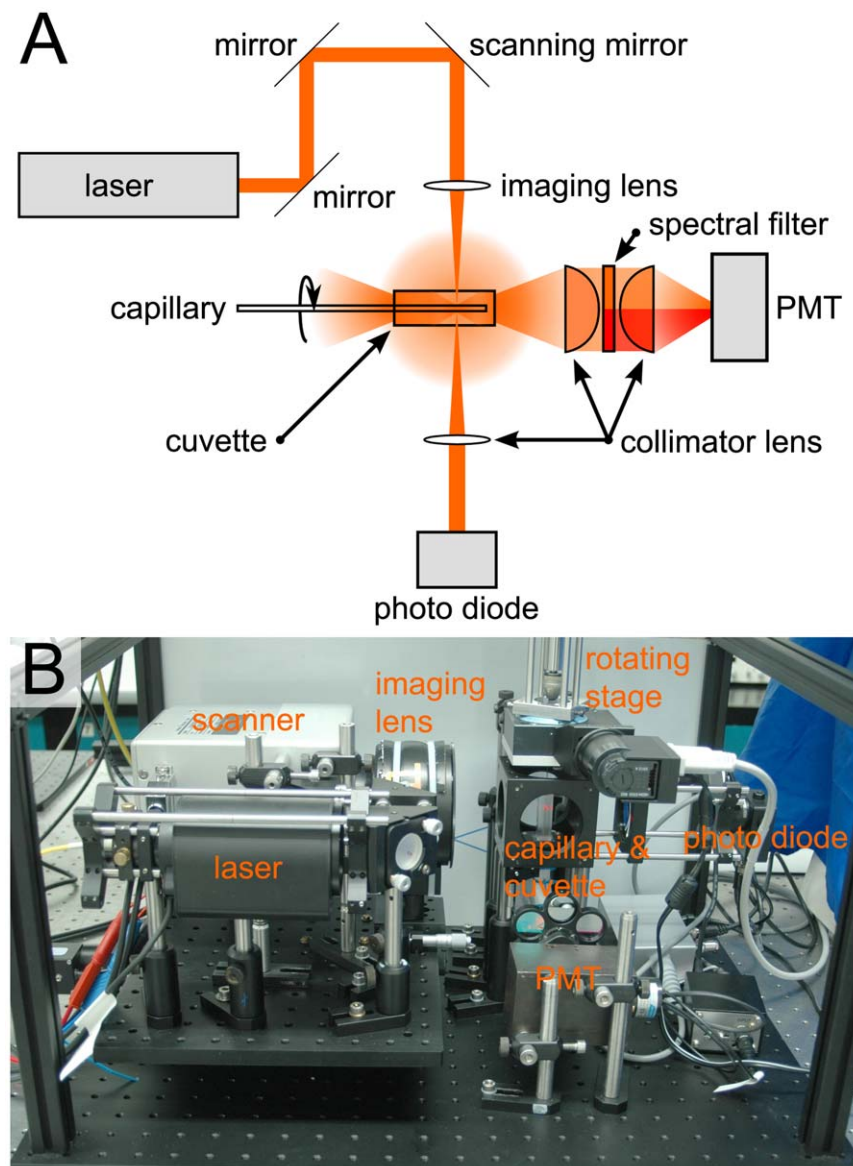 A
mirror
scanning mirror
laser
mirror
imaging lens
spectral filter
capillary
PMT
cuvette
collimator lens
photo diode
B
rotating
stage
imaging
lens
scanner
laser
photo diode
capillary &
cuvette
PMT